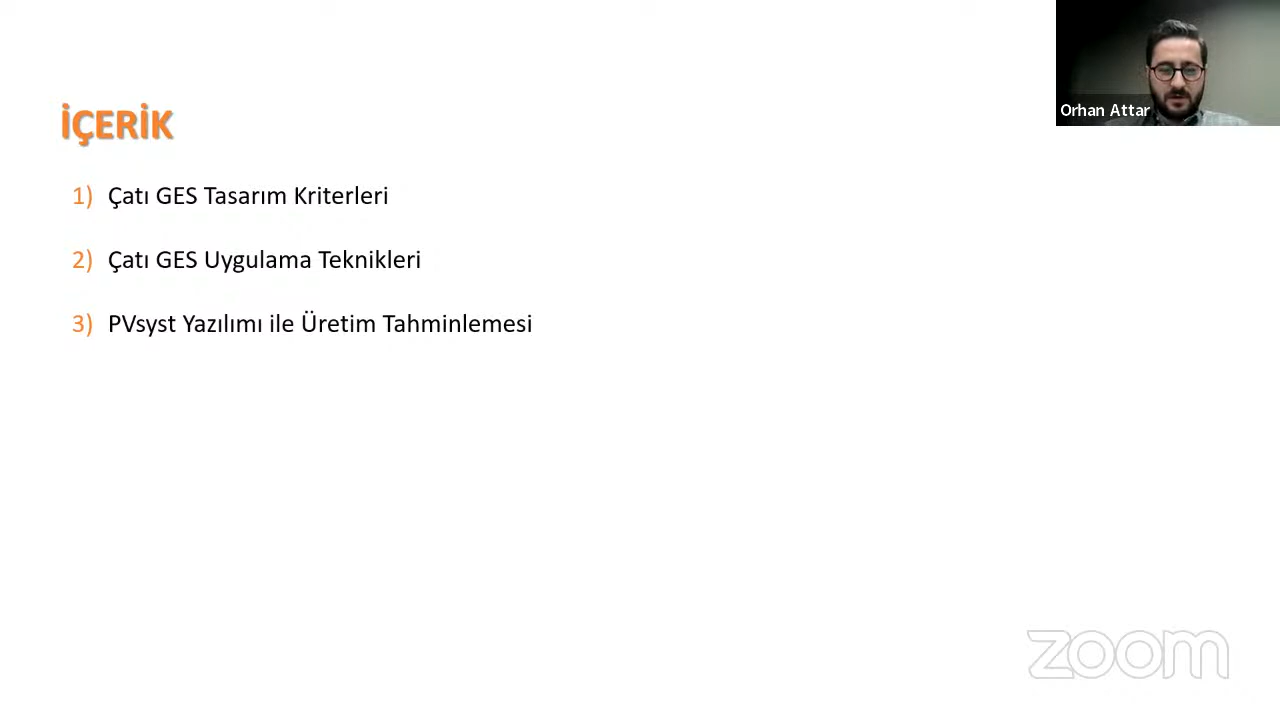 İÇERİK
1) Çatı GES Tasarım Kriterleri
2) Çatı GES Uygulama Teknikleri
3) PVsyst Yazılımı ile Üretim Tahminlemesi
Orhan Attar
zoom